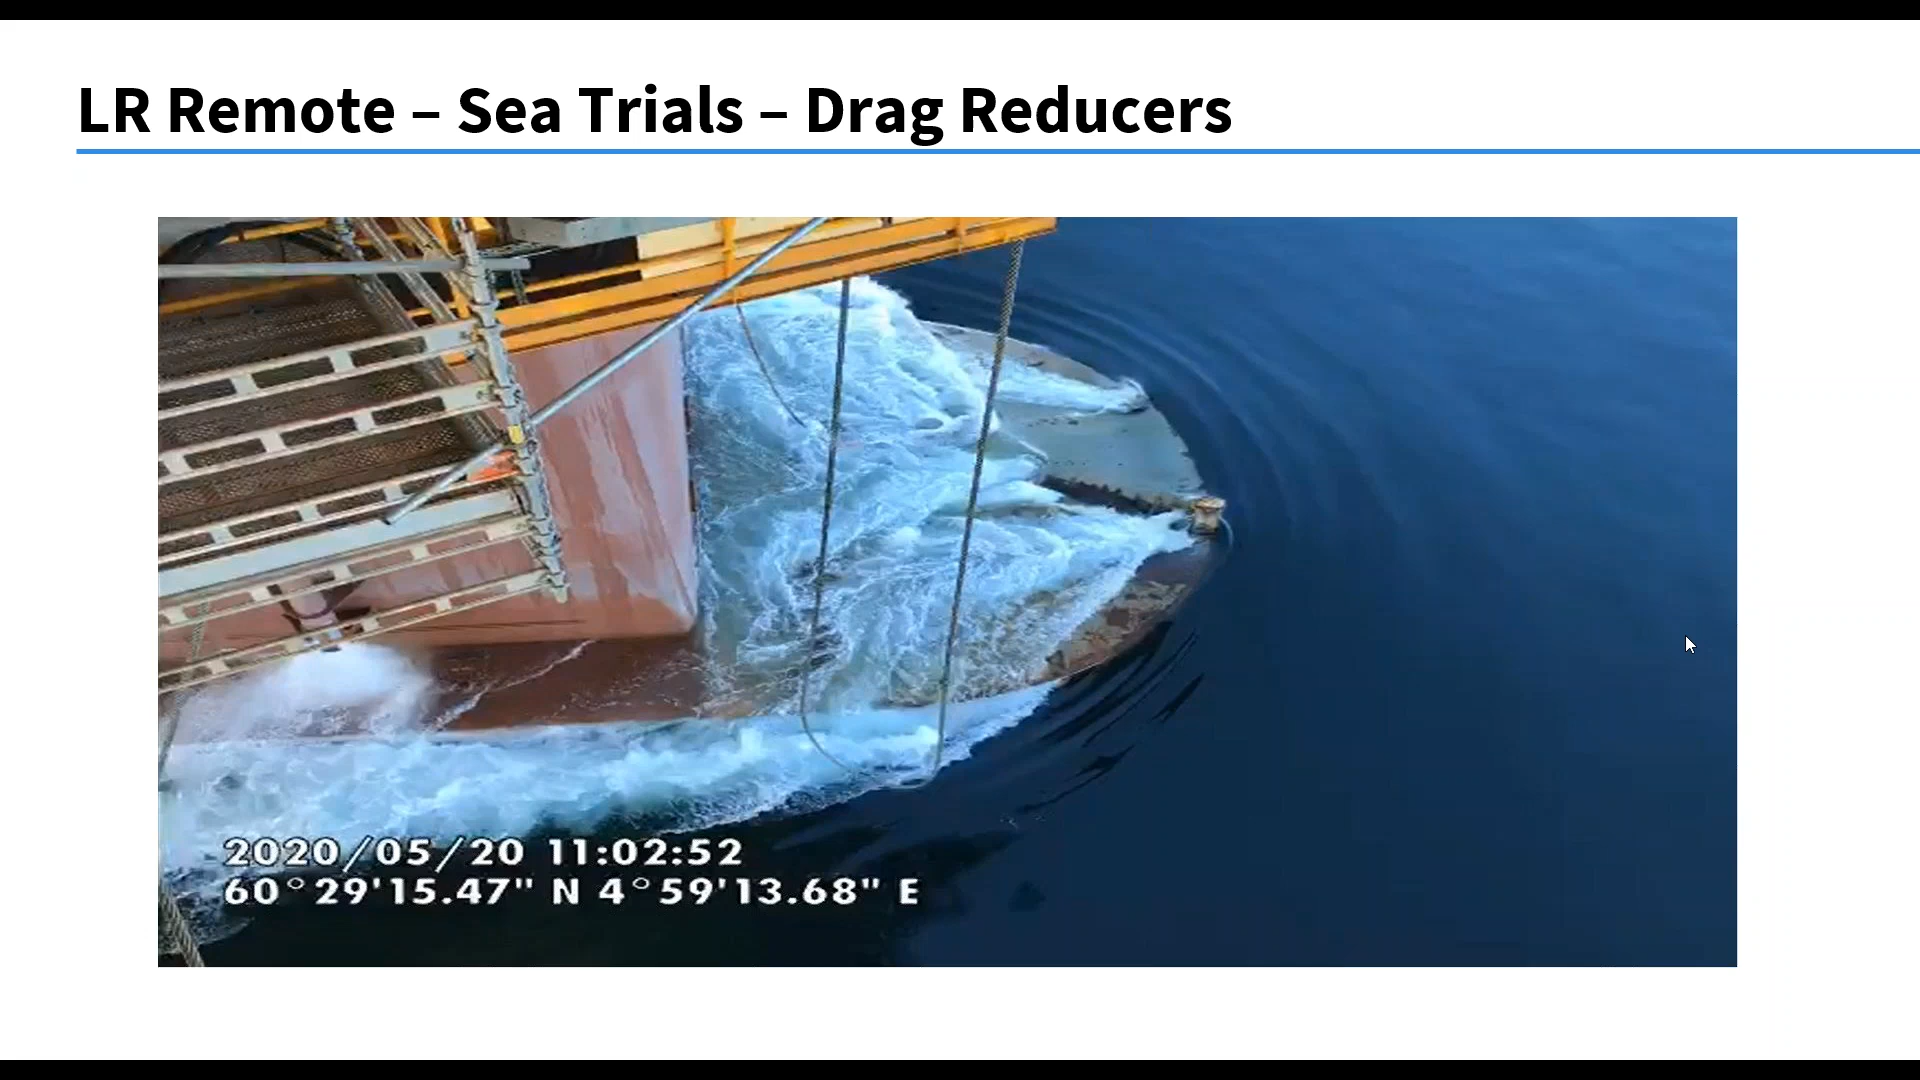 LR Remote – Sea Trials – Drag Reducers
2020/05/20 11:02:52
60°29'15.47" N 4°59'13.68" E